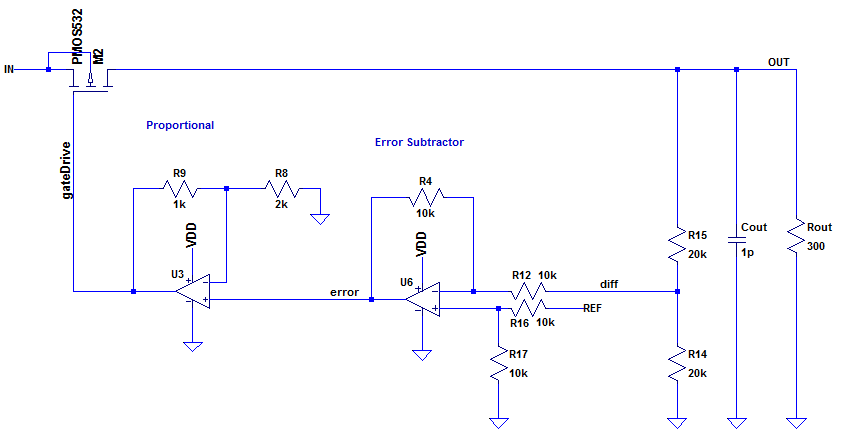 PMOS532
M2
IN
OUT
Proportional
Error Subtractor
gateDrive
R9
1k
R8
2k
R4
10k
VDD
VDD
R15
20k
Cout
1p
Rout
300
U3
U6
R12 10k
diff
error
REF
R16 10k
R17
10k
R14
20k